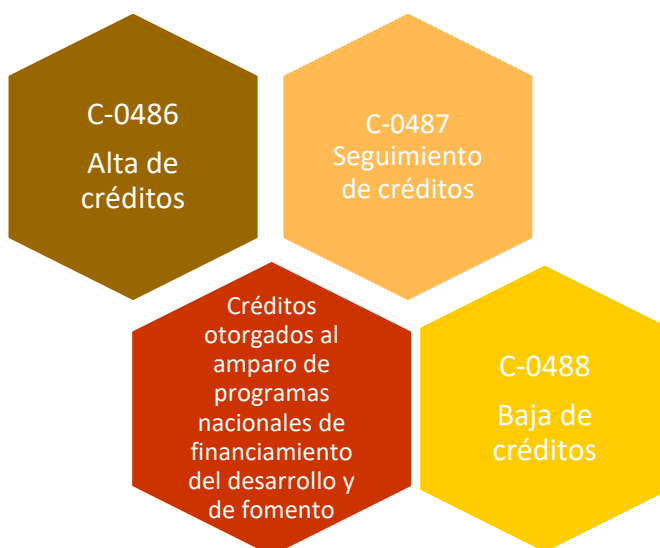 C-0486
Alta de
créditos
C-0487
Seguimiento
de créditos
Créditos
otorgados al
amparo de
programas
nacionales de
financiamiento
del desarrollo y
de fomento
C-0488
Baja de
créditos